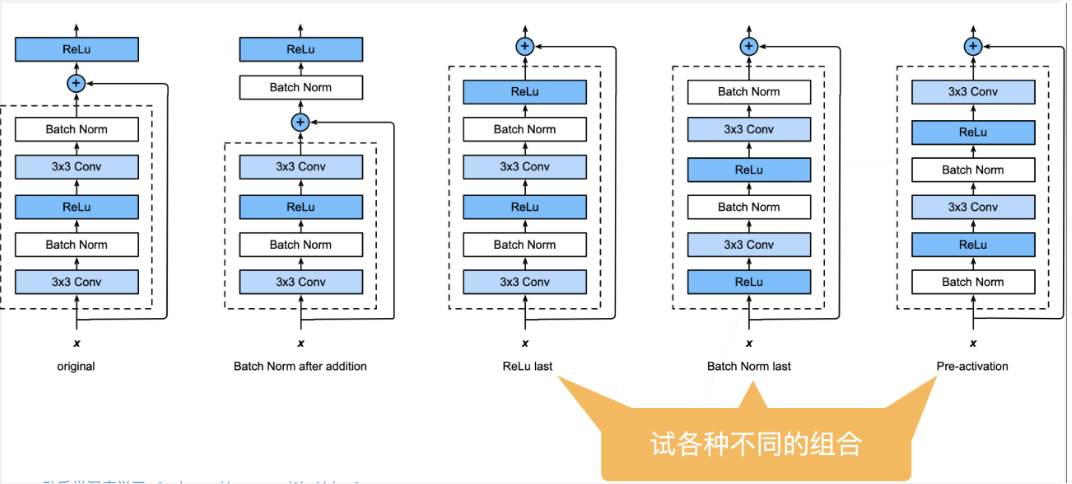 ReLu
+
Batch Norm
3x3 Conv
ReLu
Batch Norm
3x3 Conv
x
original
ReLu
Batch Norm
+
3x3 Conv
ReLu
Batch Norm
3x3 Conv
x
Batch Norm after addition
+
ReLu
Batch Norm
3x3 Conv
ReLu
Batch Norm
3x3 Conv
x
ReLu last
+
Batch Norm
3x3 Conv
ReLu
Batch Norm
3x3 Conv
ReLu
x
Batch Norm last
+
3x3 Conv
ReLu
Batch Norm
3x3 Conv
ReLu
Batch Norm
x
Pre-activation
试各种不同的组合